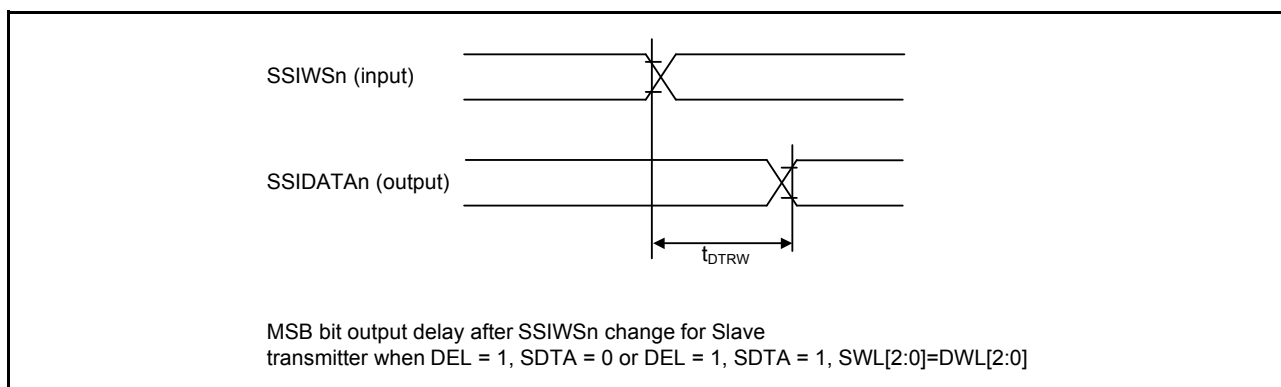 SSIWSn (input)
SSIDATAn (output)
tDTRW
MSB bit output delay after SSIWSn change for Slave
transmitter when DEL = 1, SDTA = 0 or DEL = 1, SDTA = 1, SWL[2:0]=DWL[2:0]